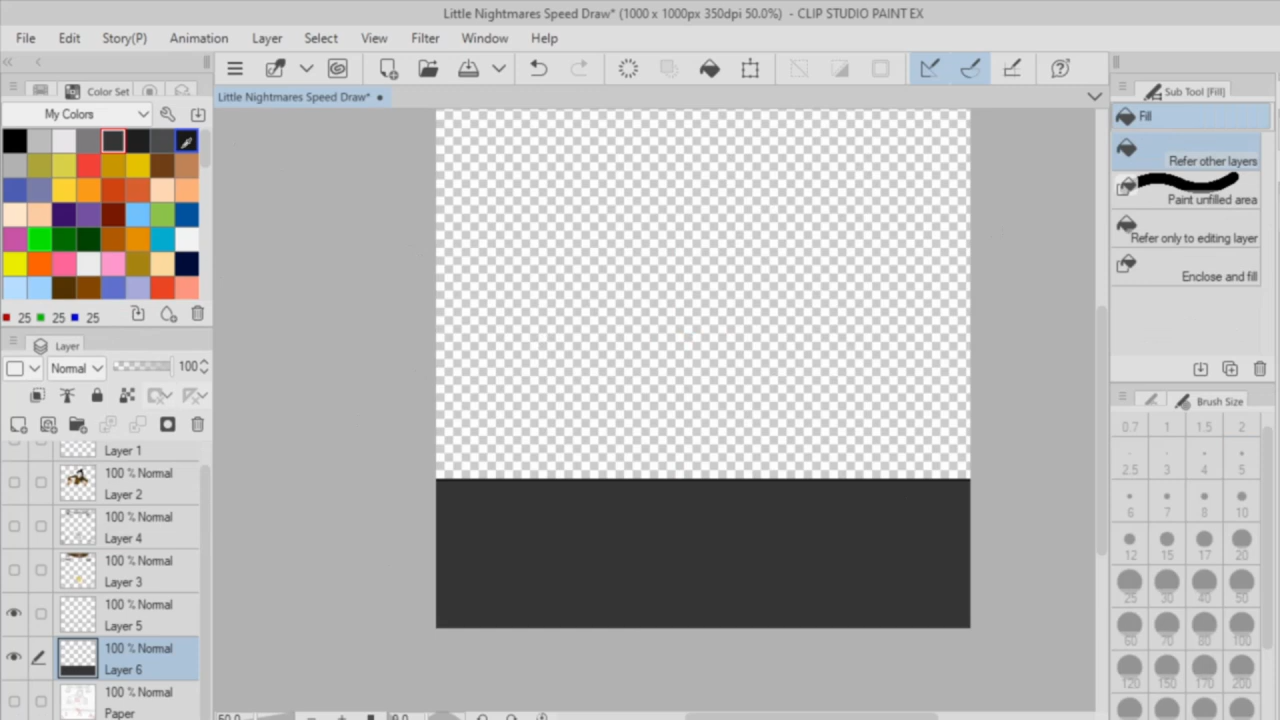 Little Nightmares Speed Draw* (1000 x 1000px 350dpi 50.0%) - CLIP STUDIO PAINT EX
File Edit Story(P) Animation Layer Select View Filter Window Help
Color Set
Little Nightmares Speed Draw*
Sub Tool [Fill]
My Colors
Fill
Refer other layers
Paint unfilled area
Refer only to editing layer
Enclose and fill
25 25 25
Layer
Normal 100
Brush Size
0.7 1 1.5 2
2.5 3 4 5
6 7 8 10
12 15 17 20
25 30 40 50
60 70 80 100
120 150 170 200
Layer 1
100 % Normal
Layer 2
100 % Normal
Layer 4
100 % Normal
Layer 3
100 % Normal
Layer 5
100 % Normal
Layer 6
100 % Normal
Paper
50.0